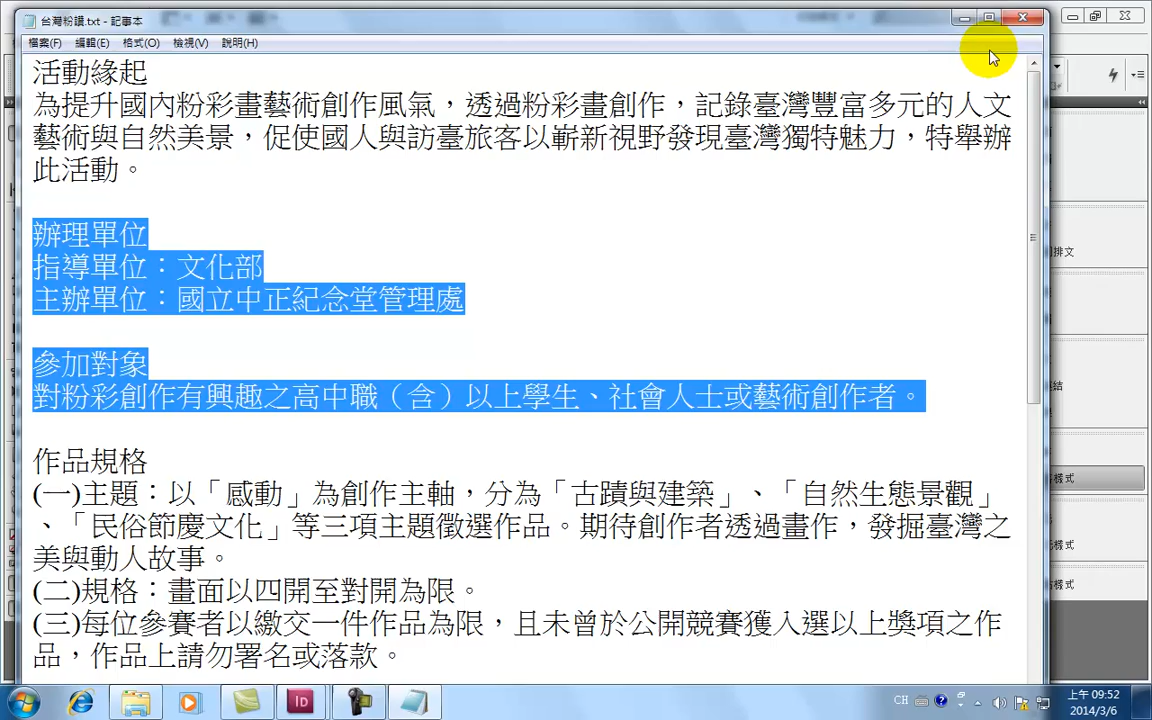 台灣粉鑽.txt - 記事本
檔案(F) 編輯(E) 格式(O) 檢視(V) 說明(H)
活動緣起
為提升國內粉彩畫藝術創作風氣，透過粉彩畫創作，記錄臺灣豐富多元的人文
藝術與自然美景，促使國人與訪臺旅客以嶄新視野發現臺灣獨特魅力，特舉辦
此活動。
辦理單位
指導單位：文化部
主辦單位：國立中正紀念堂管理處
參加對象
對粉彩創作有興趣之高中職（含）以上學生、社會人士或藝術創作者。
作品規格
(一)主題：以「感動」為創作主軸，分為「古蹟與建築」、「自然生態景觀」
、「民俗節慶文化」等三項主題徵選作品。期待創作者透過畫作，發掘臺灣之
美與動人故事。
(二)規格：畫面以四開至對開為限。
(三)每位參賽者以繳交一件作品為限，且未曾於公開競賽獲入選以上獎項之作
品，作品上請勿署名或落款。
排文
結
樣式
樣式
樣式
Id
CH
上午 09:52
2014/3/6